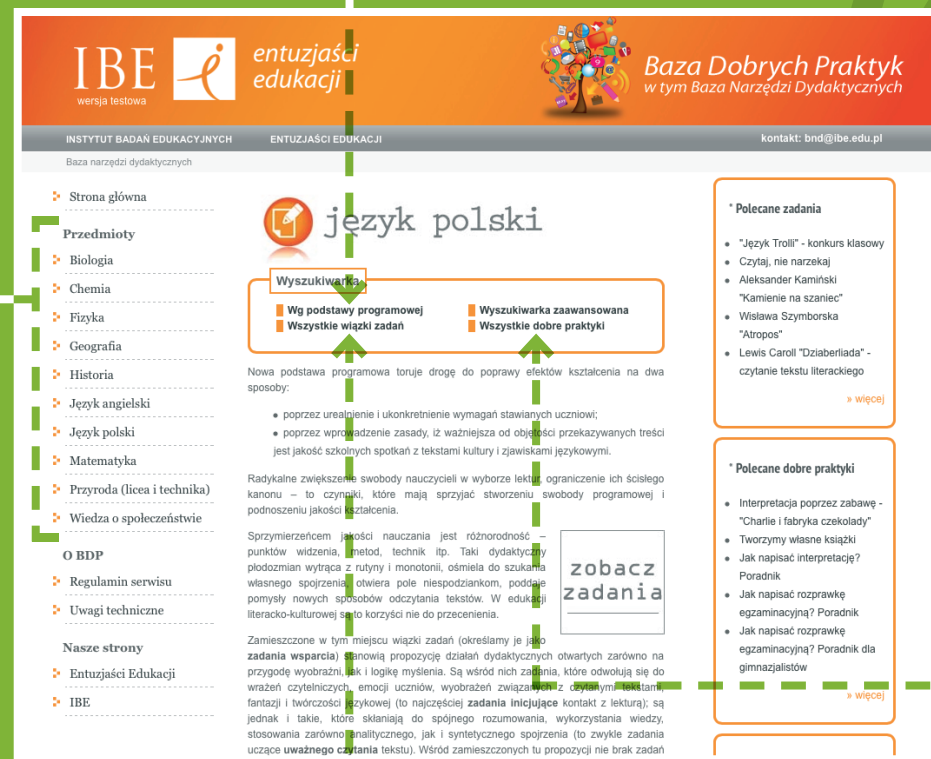 IBE
wersja testowa
entuzjaści
edukacji
Baza Dobrych Praktyk
w tym Baza Narzędzi Dydaktycznych
INSTYTUT BADAŃ EDUKACYJNYCH
ENTUZJAŚCI EDUKACJI
kontakt: bnd@ibe.edu.pl
Baza narzędzi dydaktycznych
Strona główna
Przedmioty
Biologia
Chemia
Fizyka
Geografia
Historia
Język angielski
Język polski
Matematyka
Przyroda (licea i technika)
Wiedza o społeczeństwie
O BDP
Regulamin serwisu
Uwagi techniczne
Nasze strony
Entuzjaści Edukacji
IBE
język polski
Wyszukiwarka
Wg podstawy programowej
Wszystkie wiązki zadań
Wyszukiwarka zaawansowana
Wszystkie dobre praktyki
Nowa podstawa programowa toruje drogę do poprawy efektów kształcenia na dwa
sposoby:
• poprzez urealnienie i ukonkretnienie wymagań stawianych uczniowi;
• poprzez wprowadzenie zasady, iż ważniejsza od objętości przekazywanych treści
jest jakość szkolnych spotkań z tekstami kultury i zjawiskami językowymi.
Radykalne zwiększenie swobody nauczycieli w wyborze lektur, ograniczenie ich ścisłego
kanonu – to czynniki, które mają sprzyjać stworzeniu swobody programowej i
podnoszeniu jakości kształcenia.
Sprzymierzeńcem jakości nauczania jest różnorodność –
punktów widzenia, metod, technik itp. Taki dydaktyczny
płodozmian wytrąca z rutyny i monotonii, ośmiela do szukania
własnego spojrzenia, otwiera pole niespodziankom, poddaje
pomysły nowych sposobów odczytania tekstów. W edukacji
literacko-kulturowej są to korzyści nie do przecenienia.
zobacz
zadania
Zamieszczone w tym miejscu wiązki zadań (określamy je jako
zadania wsparcia) stanowią propozycję działań dydaktycznych otwartych zarówno na
przygodę wyobraźni, jak i logikę myślenia. Są wśród nich zadania, które odwołują się do
wrażeń czytelniczych, emocji uczniów, wyobrażeń związanych z czytanymi tekstami,
fantazji i twórczości językowej (to najczęściej zadania inicjujące kontakt z lekturą); są
jednak i takie, które skłaniają do spójnego rozumowania, wykorzystania wiedzy,
stosowania zarówno analitycznego, jak i syntetycznego spojrzenia (to zwykle zadania
uczące uważnego czytania tekstu). Wśród zamieszczonych tu propozycji nie brak zadań
* Polecane zadania
• "Język Trolli" - konkurs klasowy
• Czytaj, nie narzekaj
• Aleksander Kamiński
"Kamienie na szaniec"
• Wisława Szymborska
"Atropos"
• Lewis Caroll "Dziaberliada" -
czytanie tekstu literackiego
» więcej
* Polecane dobre praktyki
• Interpretacja poprzez zabawę -
"Charlie i fabryka czekolady"
• Tworzymy własne książki
• Jak napisać interpretację?
Poradnik
• Jak napisać rozprawkę
egzaminacyjną? Poradnik
• Jak napisać rozprawkę
egzaminacyjną? Poradnik dla
gimnazjalistów
» więcej